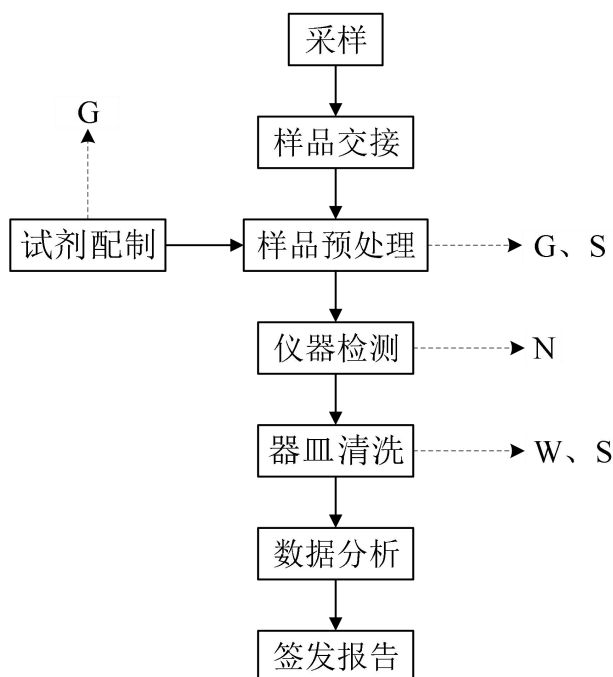 采样
G
样品交接
试剂配制
样品预处理
G、S
仪器检测
N
器皿清洗
W、S
数据分析
签发报告